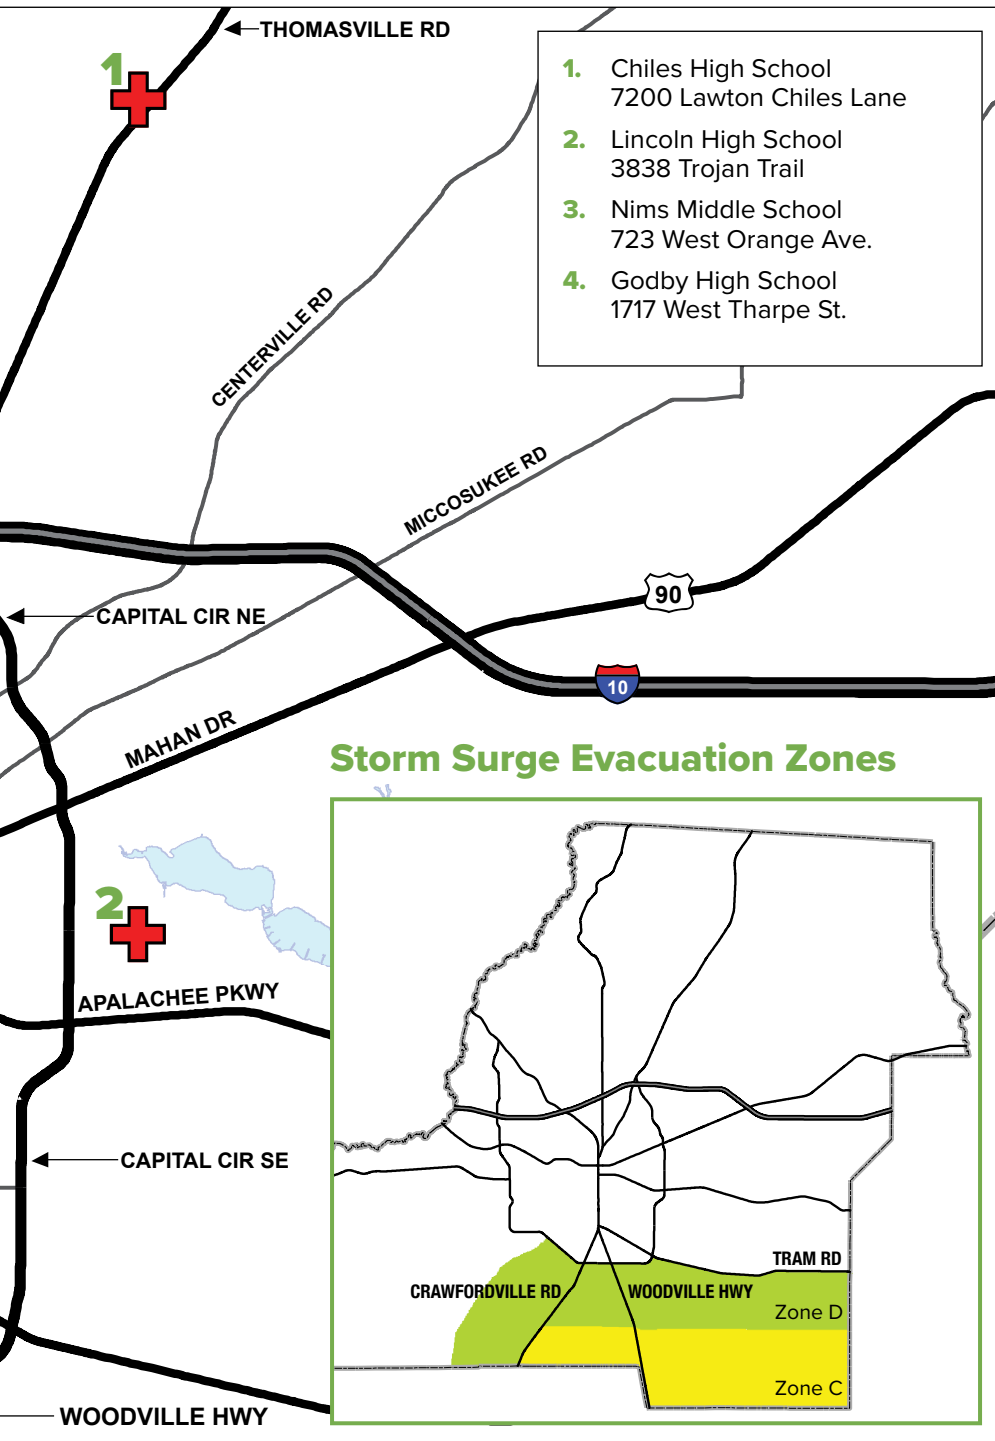 THOMASVILLE RD
1
1. Chiles High School
7200 Lawton Chiles Lane
2. Lincoln High School
3838 Trojan Trail
3. Nims Middle School
723 West Orange Ave.
4. Godby High School
1717 West Tharpe St.
CENTERVILLE RD
MICCOSUKEE RD
90
CAPITAL CIR NE
10
MAHAN DR
Storm Surge Evacuation Zones
2
APALACHEE PKWY
CAPITAL CIR SE
TRAM RD
CRAWFORDVILLE RD
WOODVILLE HWY
Zone D
Zone C
WOODVILLE HWY